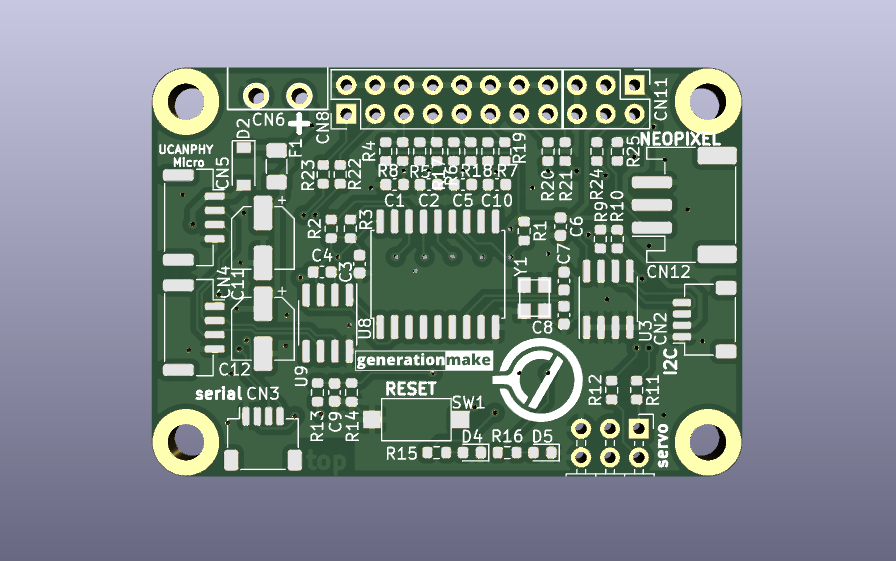 CN6
CN8
CN11
D2
F1
UCANPHY
Micro
CN5
R23
R22
R4
R8
R5
R6
R18
R7
R19
R20
R21
R24
R25
NEOPIXEL
C1
C2
C5
C10
R2
R3
R1
C6
R9
R10
C4
C3
C7
Y1
CN12
CN4
C11
U8
C8
U3
CN2
I2C
C12
U9
generationmake
serial
CN3
R13
C9
R14
RESET
SW1
R12
R11
R15
D4
R16
D5
servo
top
+
+
+